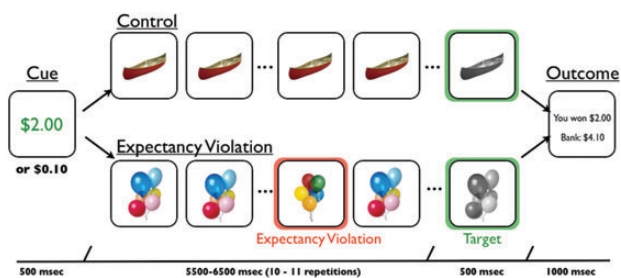 Control
Cue
$2.00
or $0.10
...
...
Outcome
You won $2.00
Bank: $4.10
Expectancy Violation
...
...
Expectancy Violation
Target
500 msec
5500-6500 msec (10 - 11 repetitions)
500 msec
1000 msec